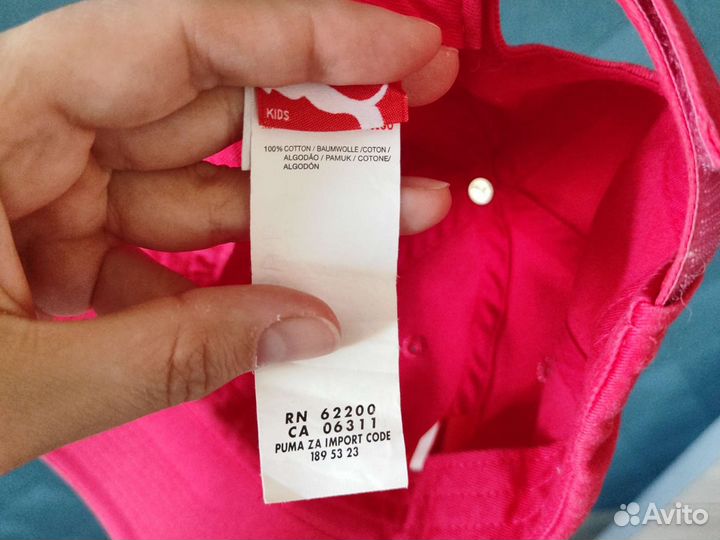 KIDS
100% COTTON / BAUMWOLLE /COTON /
ALGODÃO / PAMUK / COTONE/
ALGODÓN
RN 62200
CA 06311
PUMA ZA IMPORT CODE
189 53 23
Avito